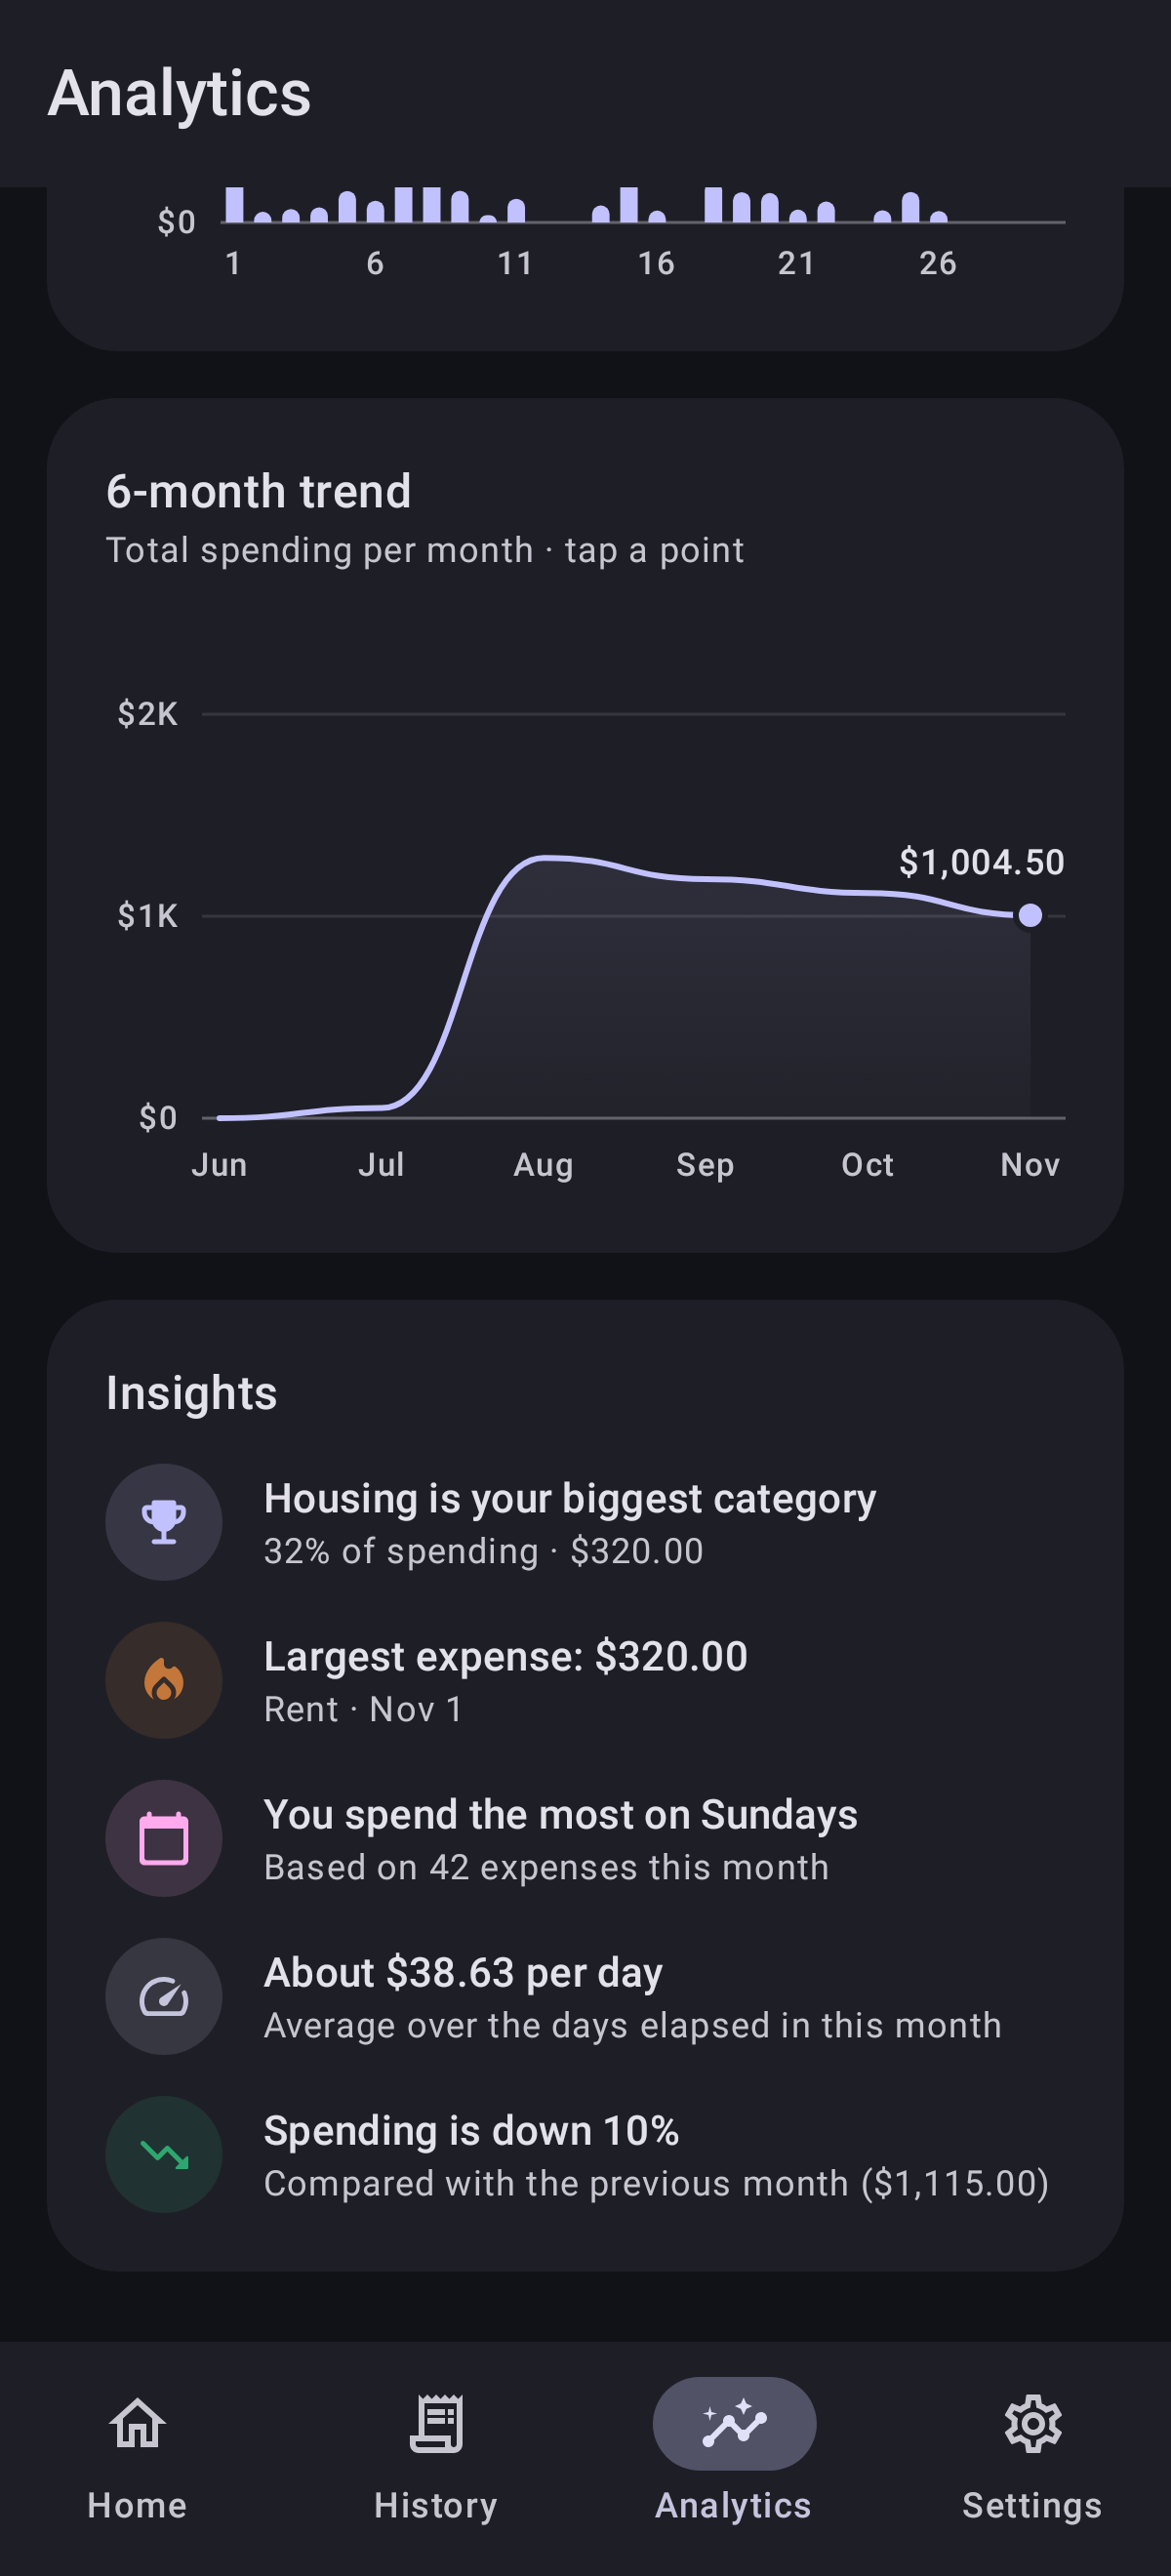 Analytics
$0
1 6 11 16 21 26
6-month trend
Total spending per month · tap a point
$2K
$1,004.50
$1K
$0
Jun Jul Aug Sep Oct Nov
Insights
Housing is your biggest category
32% of spending · $320.00
Largest expense: $320.00
Rent · Nov 1
You spend the most on Sundays
Based on 42 expenses this month
About $38.63 per day
Average over the days elapsed in this month
Spending is down 10%
Compared with the previous month ($1,115.00)
Home History Analytics Settings